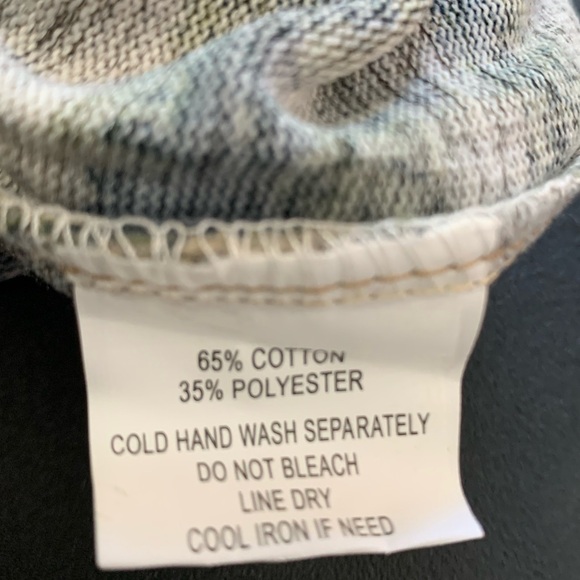 65% COTTON
35% POLYESTER
COLD HAND WASH SEPARATELY
DO NOT BLEACH
LINE DRY
COOL IRON IF NEED